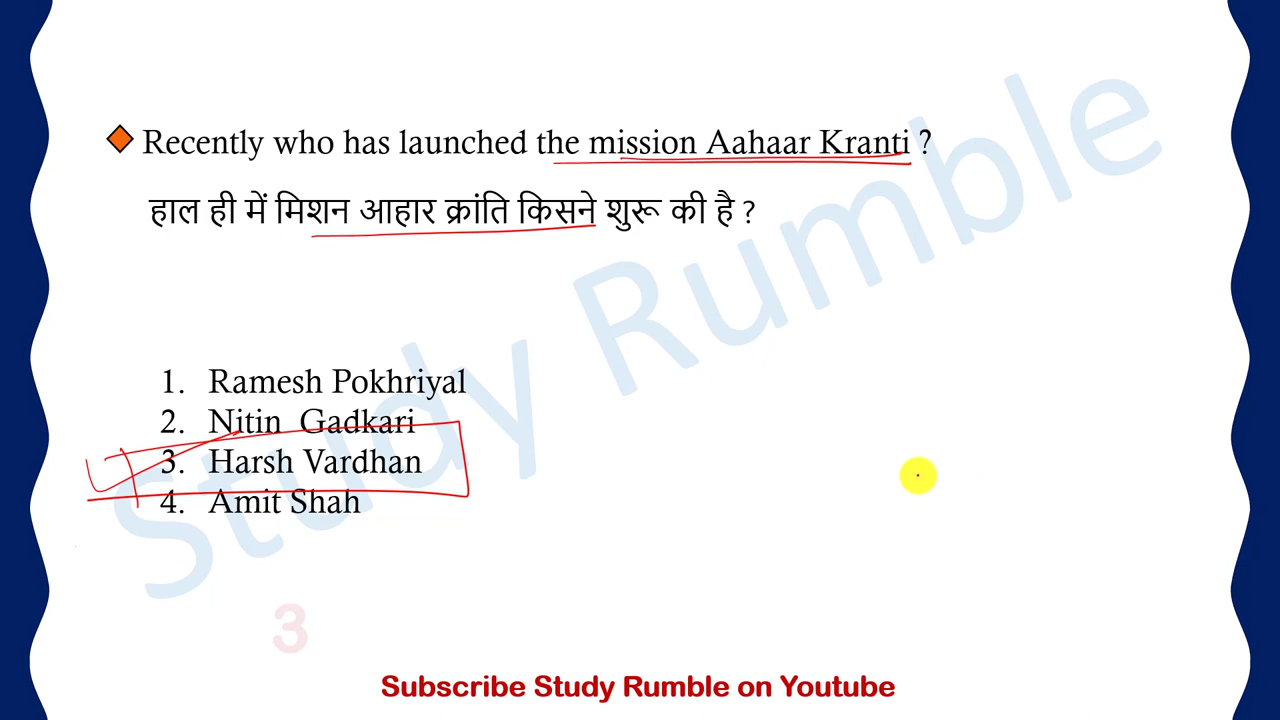 Recently who has launched the mission Aahaar Kranti ?
हाल ही में मिशन आहार क्रांति किसने शुरू की है ?
Study Rumble
1. Ramesh Pokhriyal
2. Nitin Gadkari
3. Harsh Vardhan
4. Amit Shah
3
Subscribe Study Rumble on Youtube